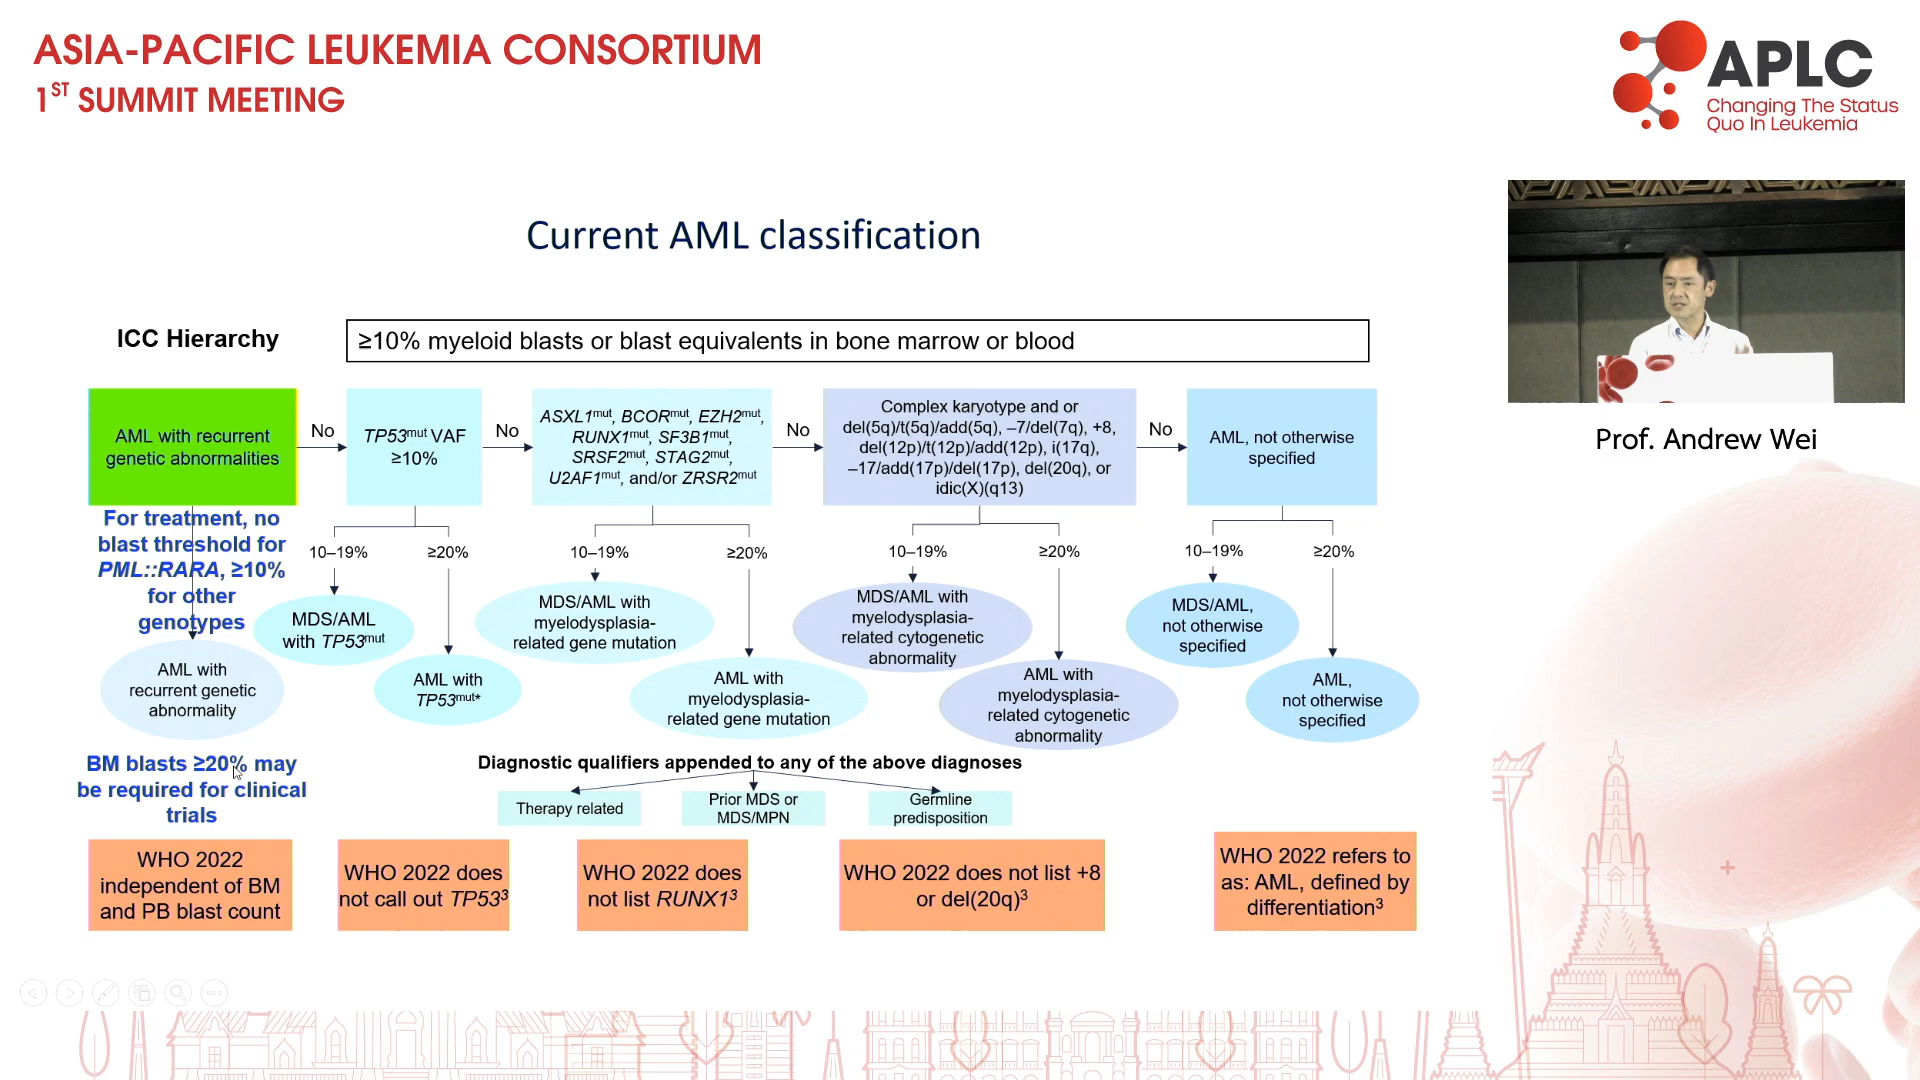 ASIA-PACIFIC LEUKEMIA CONSORTIUM
1ST SUMMIT MEETING
APLC
Changing The Status
Quo In Leukemia
Current AML classification
ICC Hierarchy
≥10% myeloid blasts or blast equivalents in bone marrow or blood
AML with recurrent
genetic abnormalities
No
TP53mut VAF
≥10%
No
ASXL1mut, BCORmut, EZH2mut,
RUNX1mut, SF3B1mut,
SRSF2mut, STAG2mut,
U2AF1mut, and/or ZRSR2mut
No
Complex karyotype and or
del(5q)/t(5q)/add(5q), –7/del(7q), +8,
del(12p)/t(12p)/add(12p), i(17q),
–17/add(17p)/del(17p), del(20q), or
idic(X)(q13)
No
AML, not otherwise
specified
Prof. Andrew Wei
For treatment, no
blast threshold for
PML::RARA, ≥10%
for other
genotypes
10–19%
≥20%
10–19%
≥20%
10–19%
≥20%
10–19%
≥20%
AML with
recurrent genetic
abnormality
MDS/AML
with TP53mut
AML with
TP53mut*
MDS/AML with
myelodysplasia-
related gene mutation
AML with
myelodysplasia-
related gene mutation
MDS/AML with
myelodysplasia-
related cytogenetic
abnormality
AML with
myelodysplasia-
related cytogenetic
abnormality
MDS/AML,
not otherwise
specified
AML,
not otherwise
specified
BM blasts ≥20% may
be required for clinical
trials
Diagnostic qualifiers appended to any of the above diagnoses
Therapy related
Prior MDS or
MDS/MPN
Germline
predisposition
WHO 2022
independent of BM
and PB blast count
WHO 2022 does
not call out TP53³
WHO 2022 does
not list RUNX1³
WHO 2022 does not list +8
or del(20q)³
WHO 2022 refers to
as: AML, defined by
differentiation³